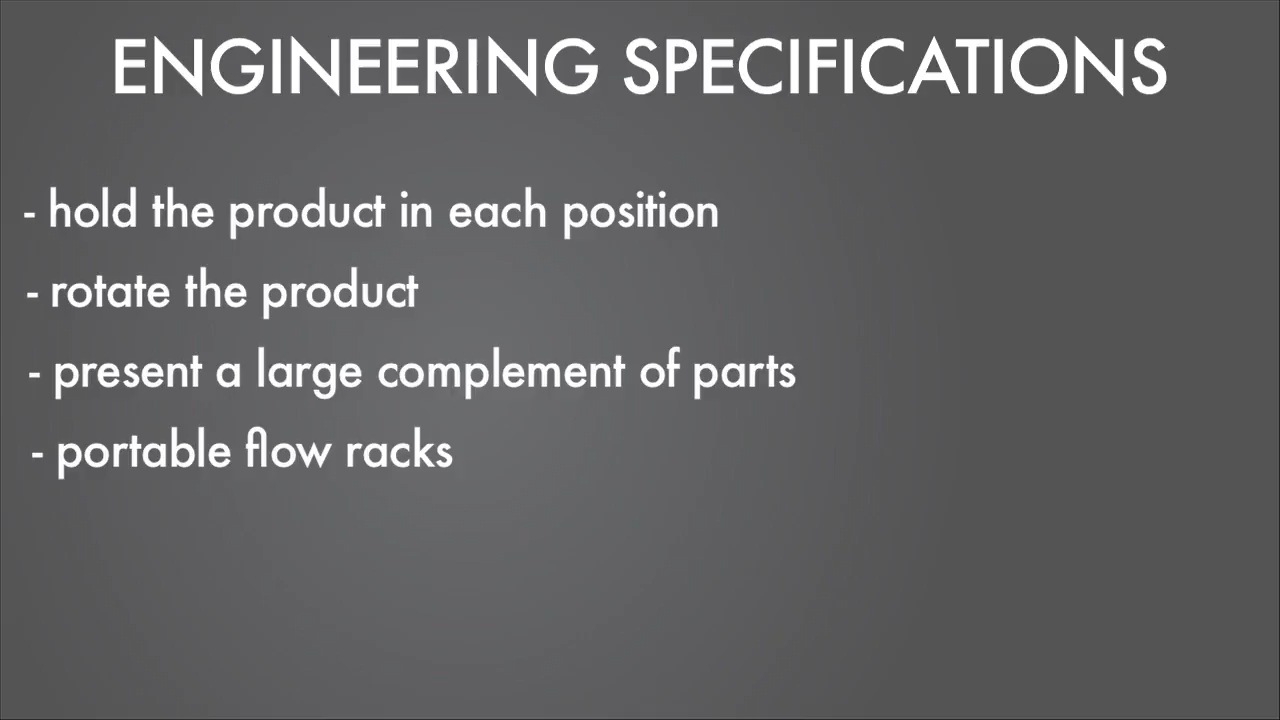 ENGINEERING SPECIFICATIONS
- hold the product in each position
- rotate the product
- present a large complement of parts
- portable flow racks